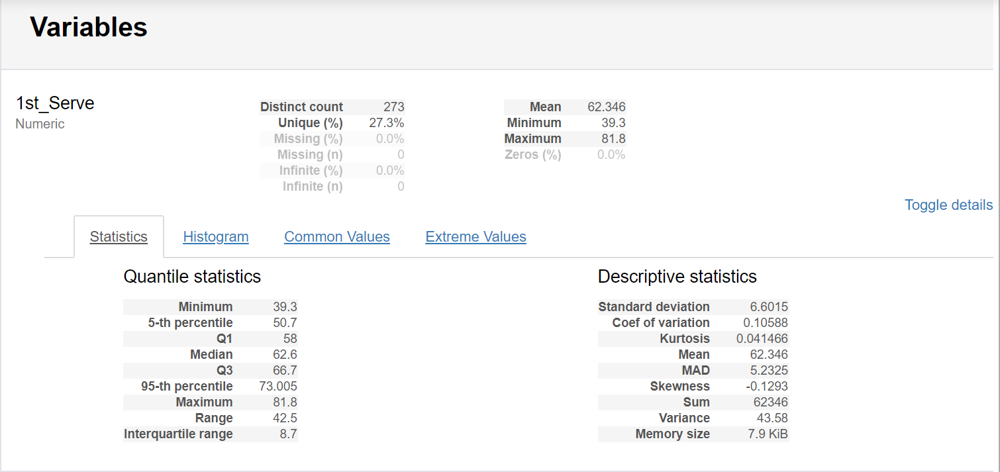 Variables
1st_Serve
Numeric
Distinct count 273
Unique (%) 27.3%
Missing (%) 0.0%
Missing (n) 0
Infinite (%) 0.0%
Infinite (n) 0
Mean 62.346
Minimum 39.3
Maximum 81.8
Zeros (%) 0.0%
Toggle details
Statistics Histogram Common Values Extreme Values
Quantile statistics
Minimum 39.3
5-th percentile 50.7
Q1 58
Median 62.6
Q3 66.7
95-th percentile 73.005
Maximum 81.8
Range 42.5
Interquartile range 8.7
Descriptive statistics
Standard deviation 6.6015
Coef of variation 0.10588
Kurtosis 0.041466
Mean 62.346
MAD 5.2325
Skewness -0.1293
Sum 62346
Variance 43.58
Memory size 7.9 KiB